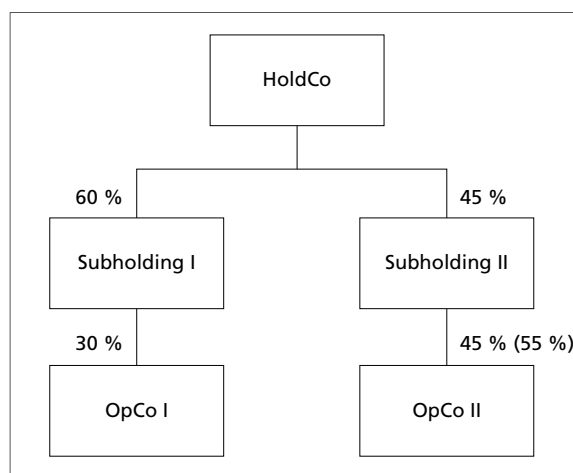 HoldCo
60 %
45 %
Subholding I
Subholding II
30 %
45 % (55 %)
OpCo I
OpCo II